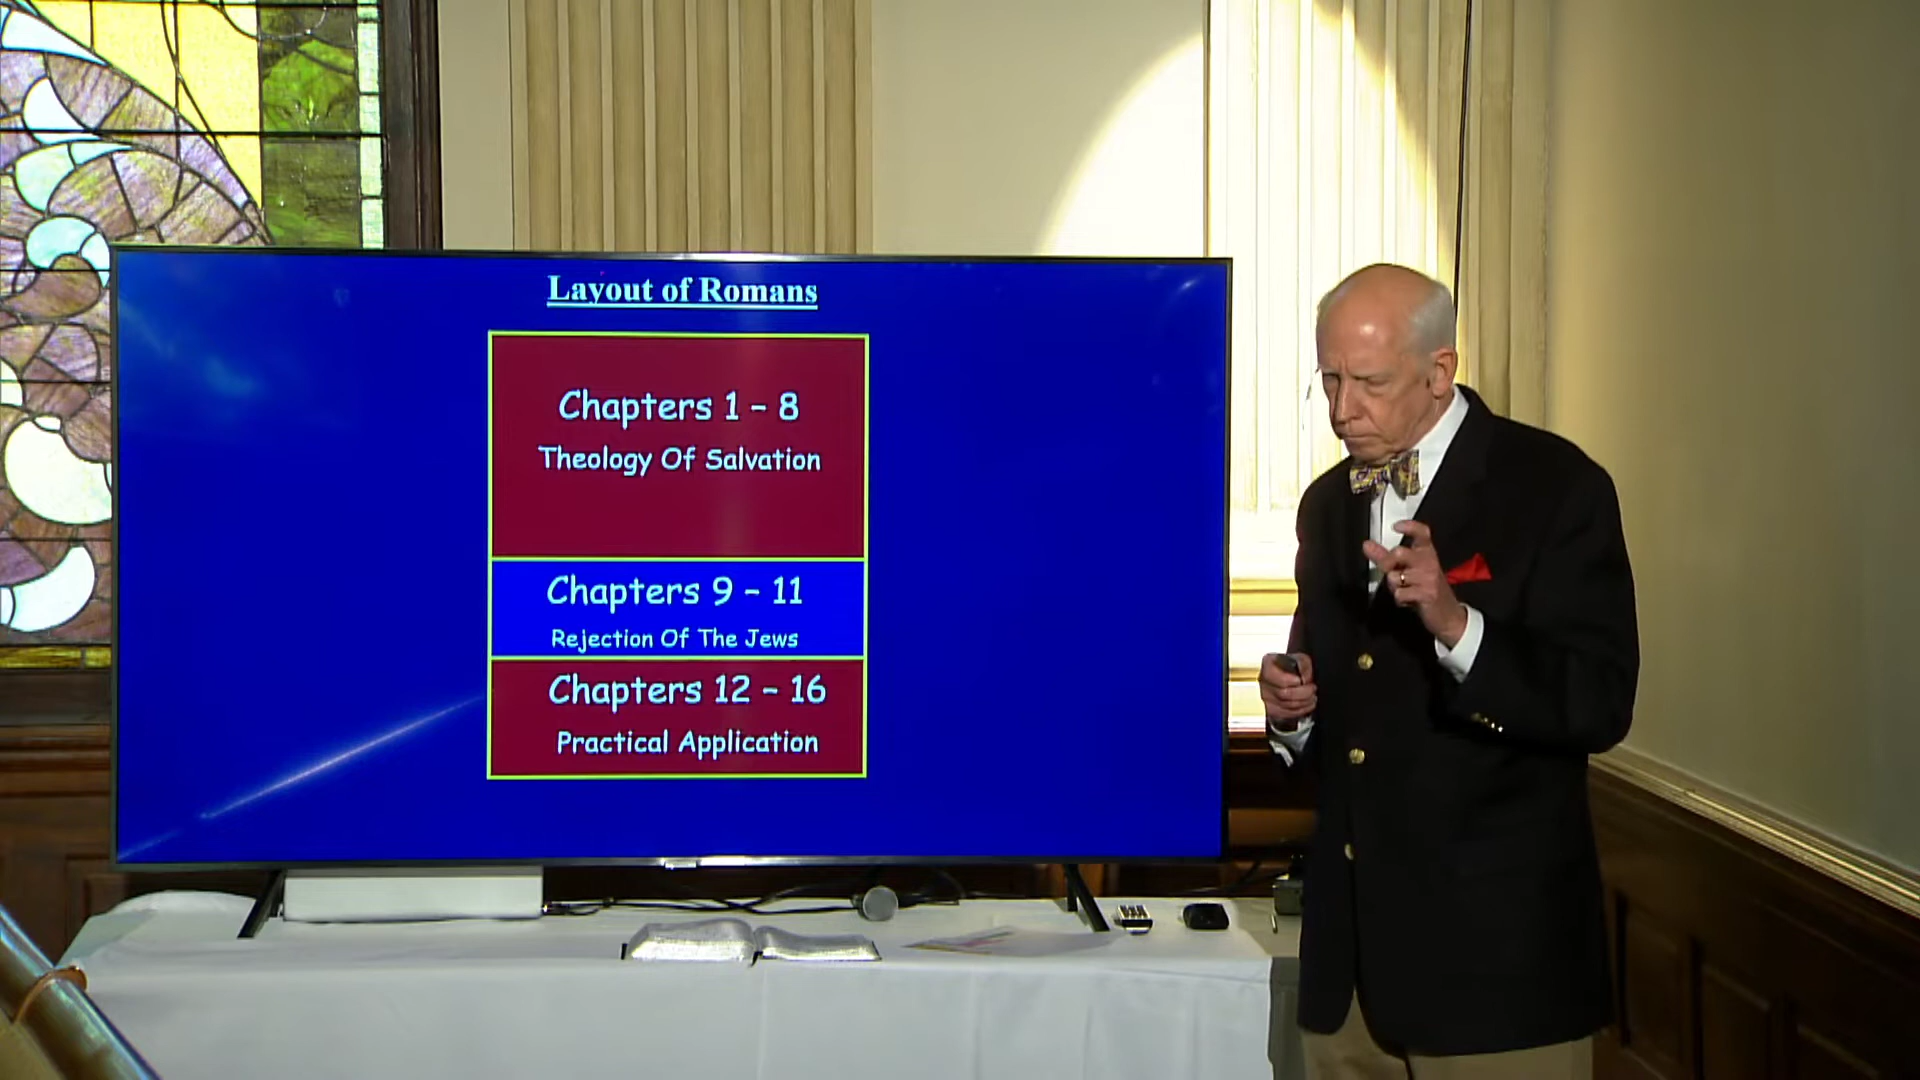 Layout of Romans
Chapters 1 – 8
Theology Of Salvation
Chapters 9 – 11
Rejection Of The Jews
Chapters 12 – 16
Practical Application